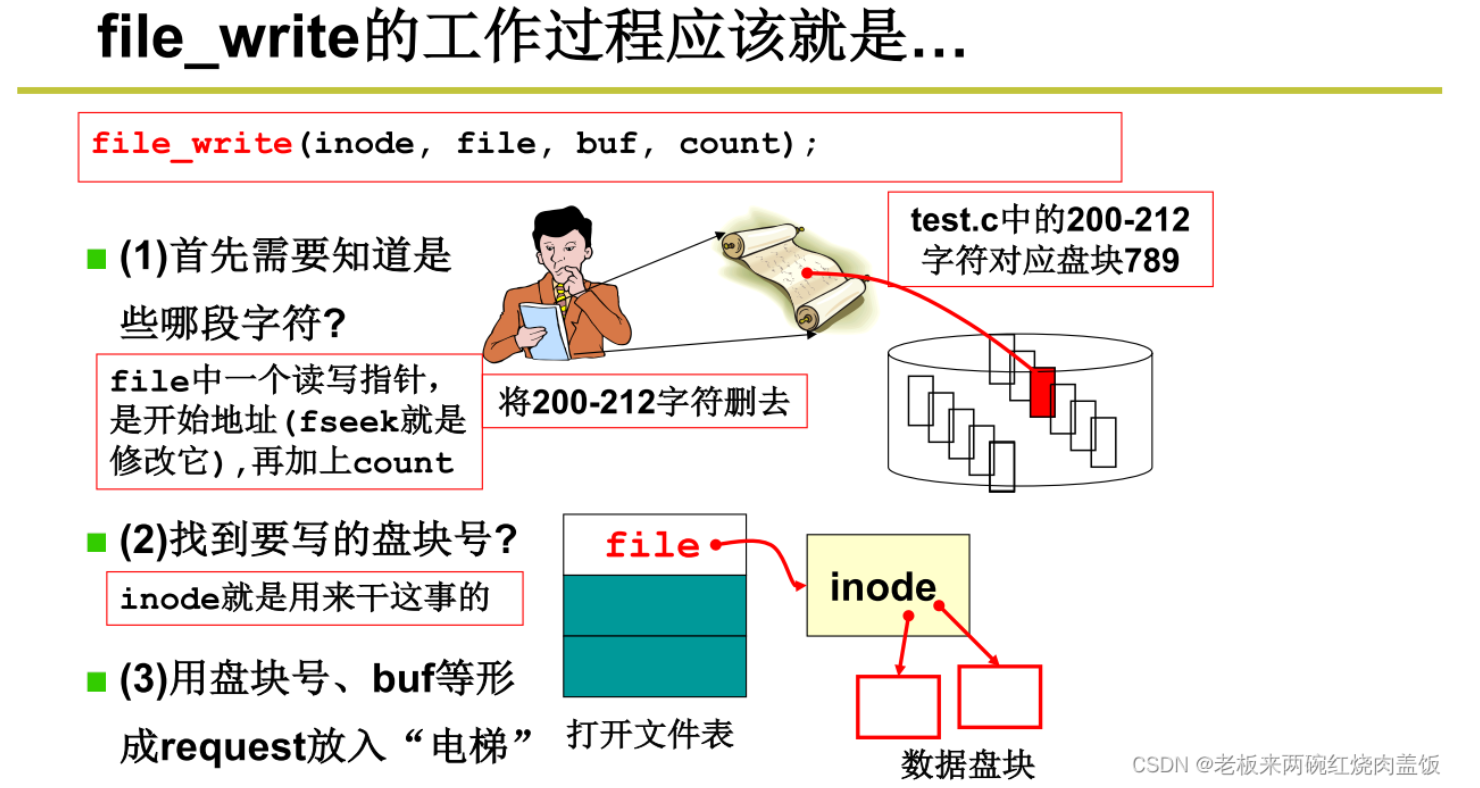 file_write的工作过程应该就是…
file_write(inode, file, buf, count);
(1)首先需要知道是
些哪段字符?
file中一个读写指针，
是开始地址(fseek就是
修改它),再加上count
将200-212字符删去
test.c中的200-212
字符对应盘块789
(2)找到要写的盘块号?
inode就是用来干这事的
(3)用盘块号、buf等形
成request放入“电梯”
file
inode
打开文件表
数据盘块
CSDN @老板来两碗红烧肉盖饭